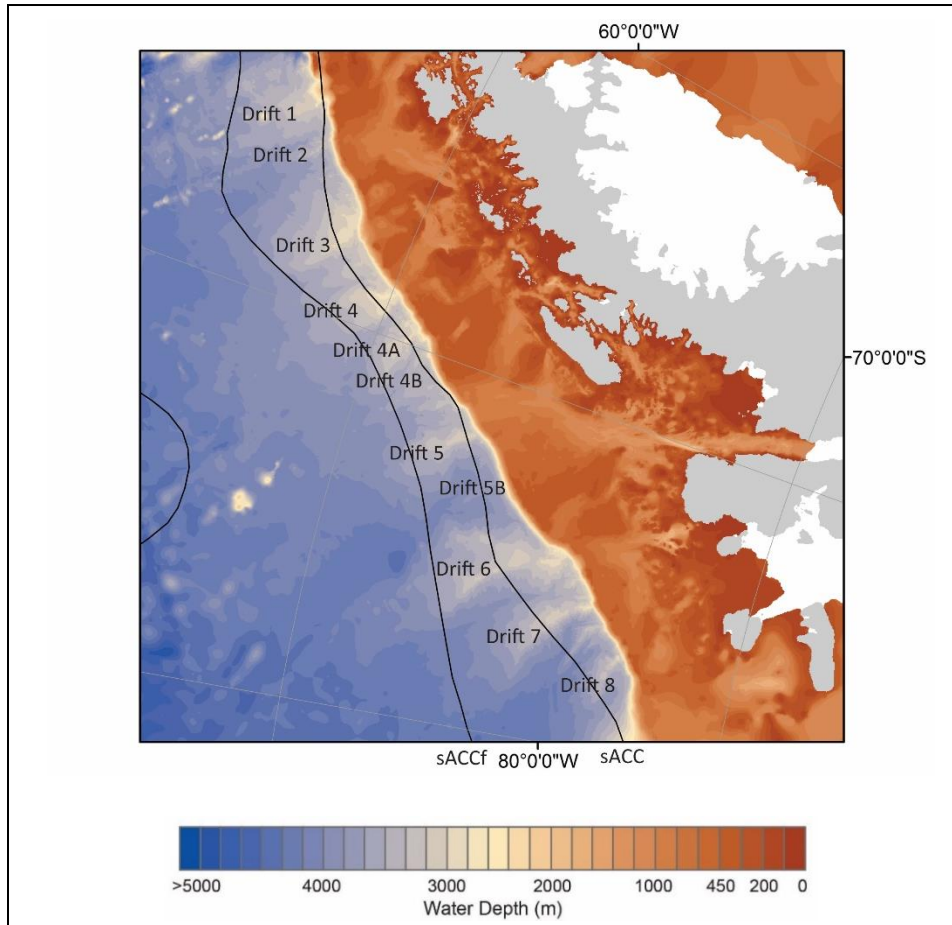 60°0'0"W
Drift 1
Drift 2
Drift 3
Drift 4
Drift 4A
70°0'0"S
Drift 4B
Drift 5
Drift 5B
Drift 6
Drift 7
Drift 8
sACCf 80°0'0"W sACC
>5000 4000 3000 2000 1000 450 200 0
Water Depth (m)